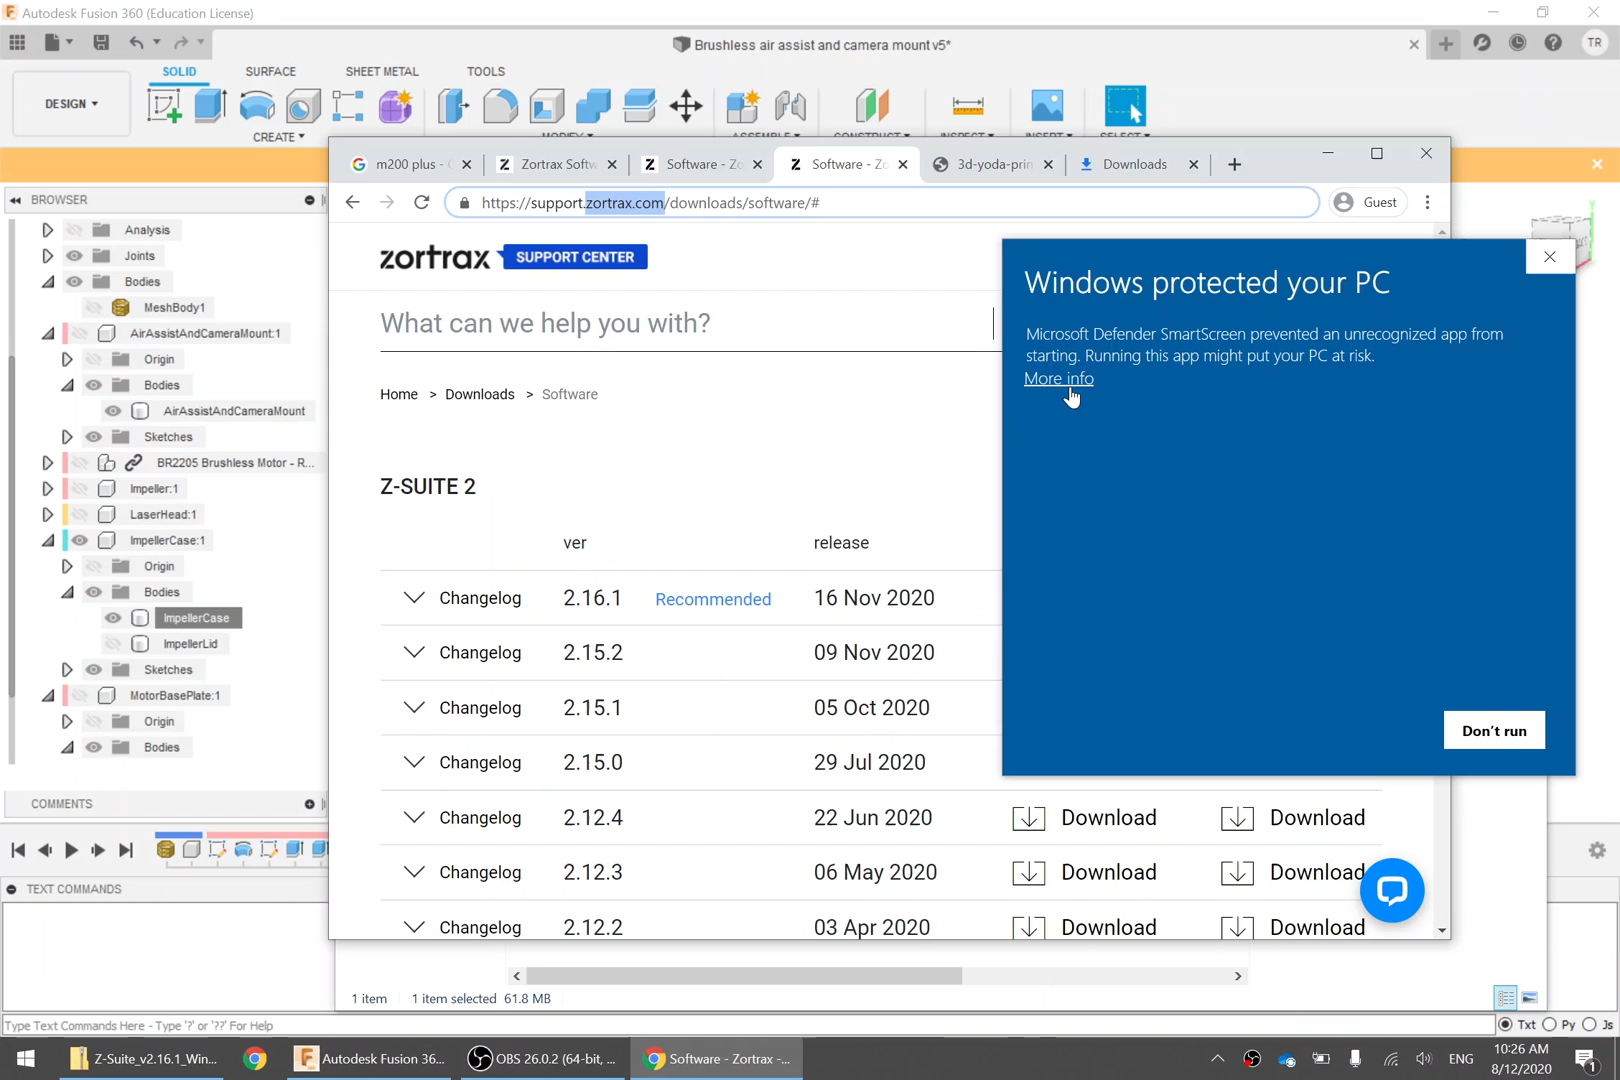 Autodesk Fusion 360 (Education License)
Brushless air assist and camera mount v5*
TR
SOLID
SURFACE
SHEET METAL
TOOLS
DESIGN
CREATE
MODIFY
ASSEMBLE
CONSTRUCT
INSPECT
INSERT
SELECT
BROWSER
Analysis
Joints
Bodies
MeshBody1
AirAssistAndCameraMount:1
Origin
Bodies
AirAssistAndCameraMount
Sketches
BR2205 Brushless Motor - R...
Impeller:1
LaserHead:1
ImpellerCase:1
Origin
Bodies
ImpellerCase
ImpellerLid
Sketches
MotorBasePlate:1
Origin
Bodies
COMMENTS
TEXT COMMANDS
Type Text Commands Here - Type '?' or '??' For Help
Txt Py Js
m200 plus -
Zortrax Softw
Software - Zo
Software - Zo
3d-yoda-prin
Downloads
https://support.zortrax.com/downloads/software/#
Guest
zortrax SUPPORT CENTER
What can we help you with?
Home > Downloads > Software
Z-SUITE 2
ver release
Changelog 2.16.1 Recommended 16 Nov 2020
Changelog 2.15.2 09 Nov 2020
Changelog 2.15.1 05 Oct 2020
Changelog 2.15.0 29 Jul 2020
Changelog 2.12.4 22 Jun 2020 Download Download
Changelog 2.12.3 06 May 2020 Download Download
Changelog 2.12.2 03 Apr 2020 Download Download
Windows protected your PC
Microsoft Defender SmartScreen prevented an unrecognized app from
starting. Running this app might put your PC at risk.
More info
Don't run
1 item 1 item selected 61.8 MB
Z-Suite_v2.16.1_Win...
Autodesk Fusion 36...
OBS 26.0.2 (64-bit, ...
Software - Zortrax -...
ENG
10:26 AM
8/12/2020
1